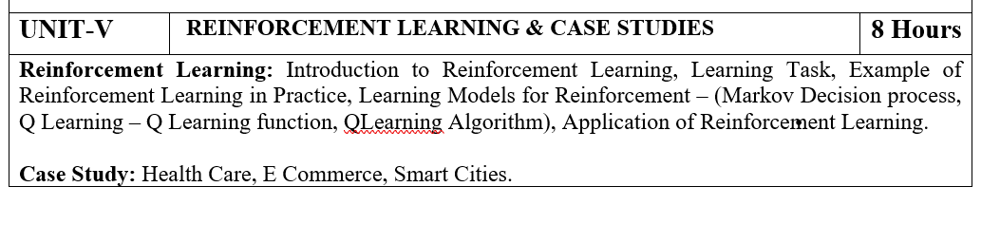 UNIT-V REINFORCEMENT LEARNING & CASE STUDIES 8 Hours
Reinforcement Learning: Introduction to Reinforcement Learning, Learning Task, Example of
Reinforcement Learning in Practice, Learning Models for Reinforcement – (Markov Decision process,
Q Learning – Q Learning function, QLearning Algorithm), Application of Reinforcement Learning.
Case Study: Health Care, E Commerce, Smart Cities.